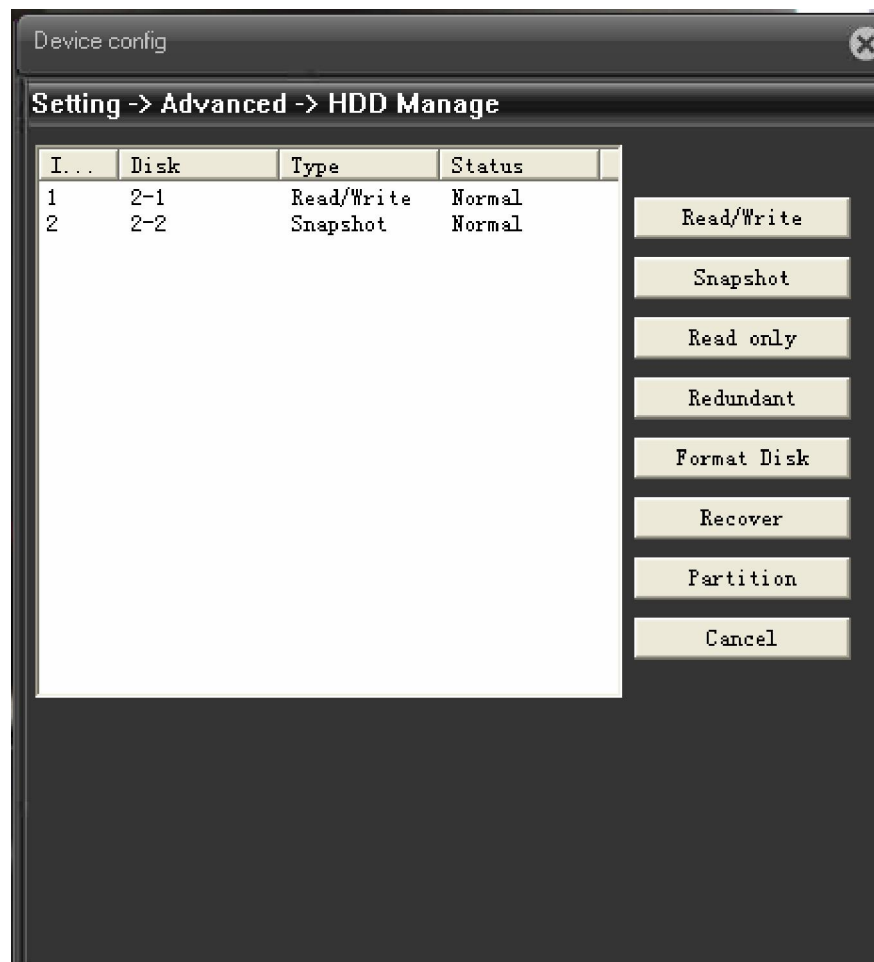 Device config
Setting -> Advanced -> HDD Manage
I... Disk Type Status
1 2-1 Read/Write Normal
2 2-2 Snapshot Normal
Read/Write
Snapshot
Read only
Redundant
Format Disk
Recover
Partition
Cancel